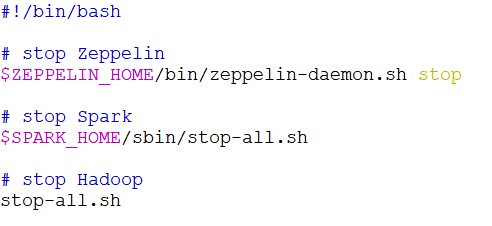 #!/bin/bash
# stop Zeppelin
$ZEPPELIN_HOME/bin/zeppelin-daemon.sh stop
# stop Spark
$SPARK_HOME/sbin/stop-all.sh
# stop Hadoop
stop-all.sh